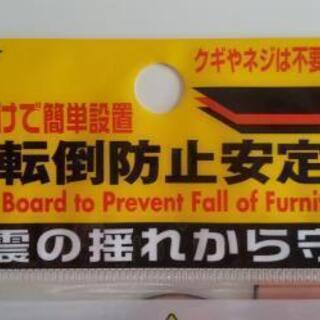 クギやネジは不要
けで簡単設置
転倒防止安定
Board to Prevent Fall of Furni
震の揺れから守